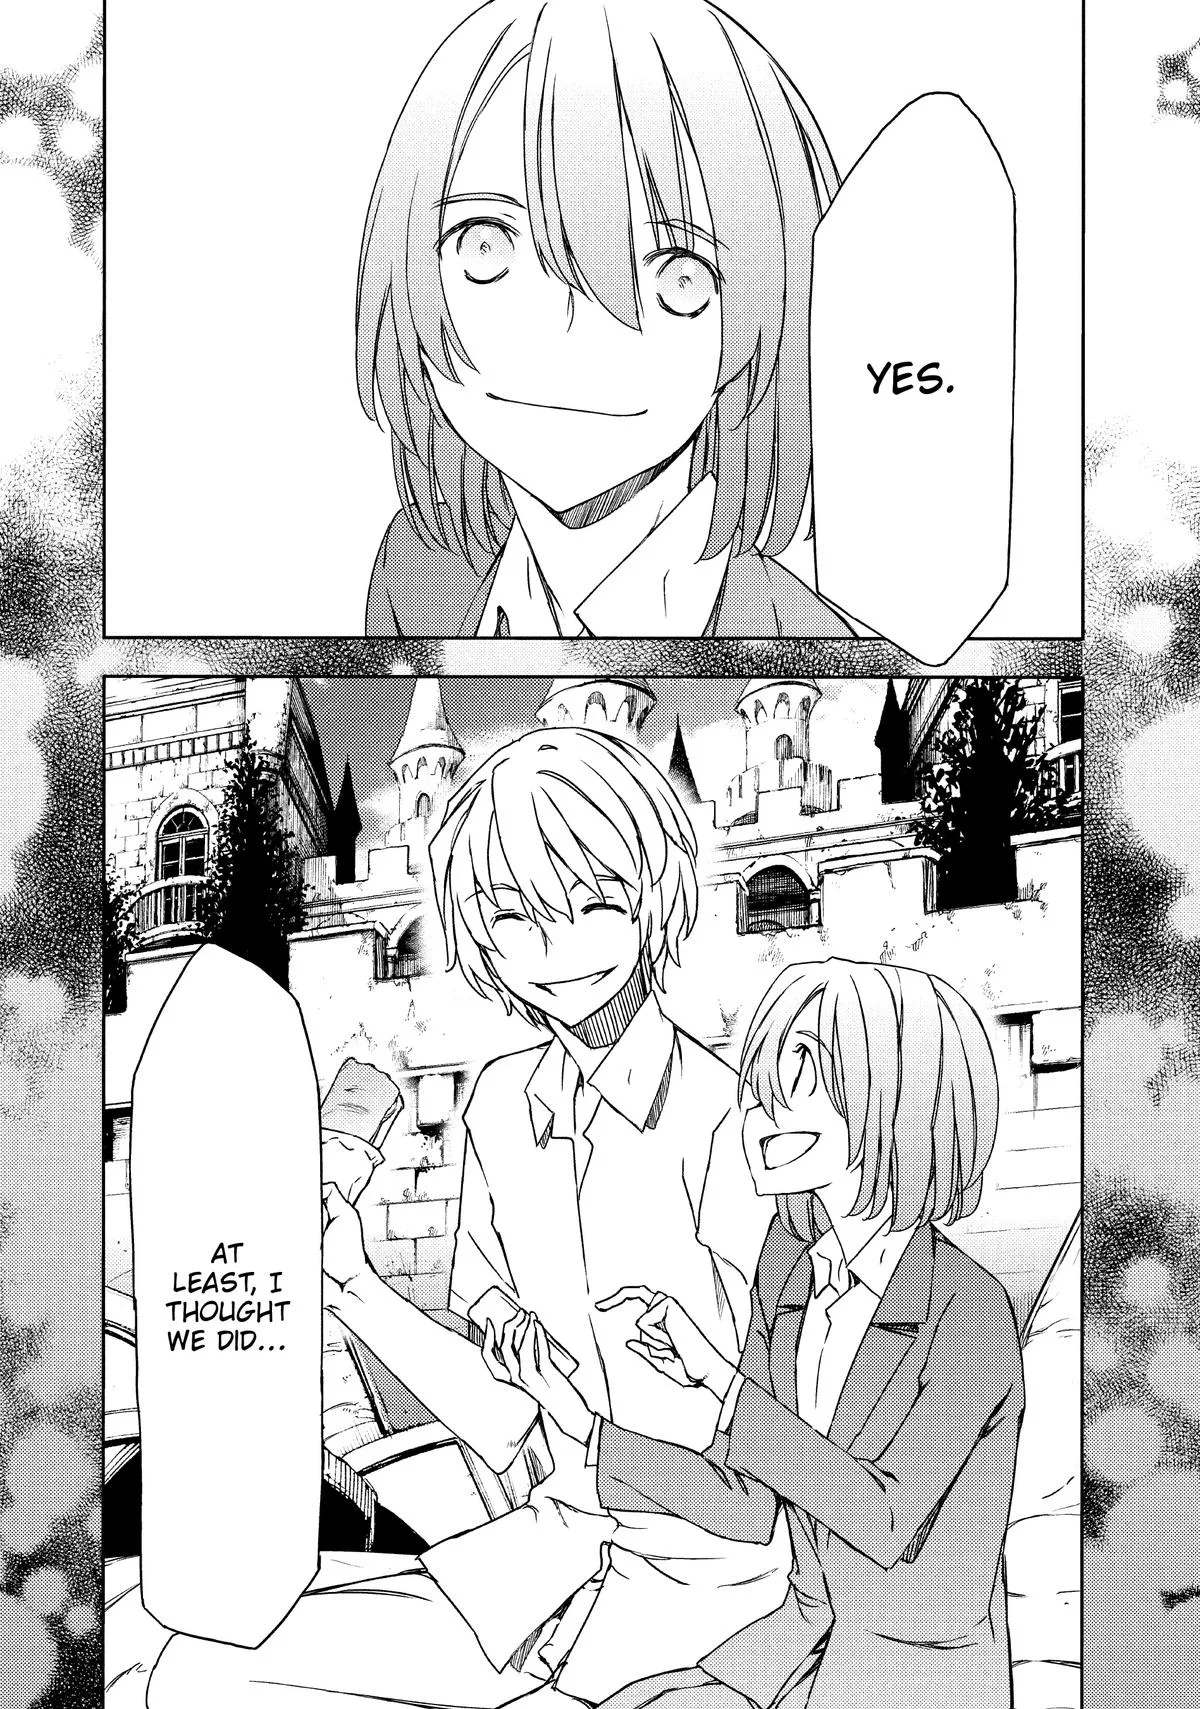 YES.
AT
LEAST, I
THOUGHT
WE DID...